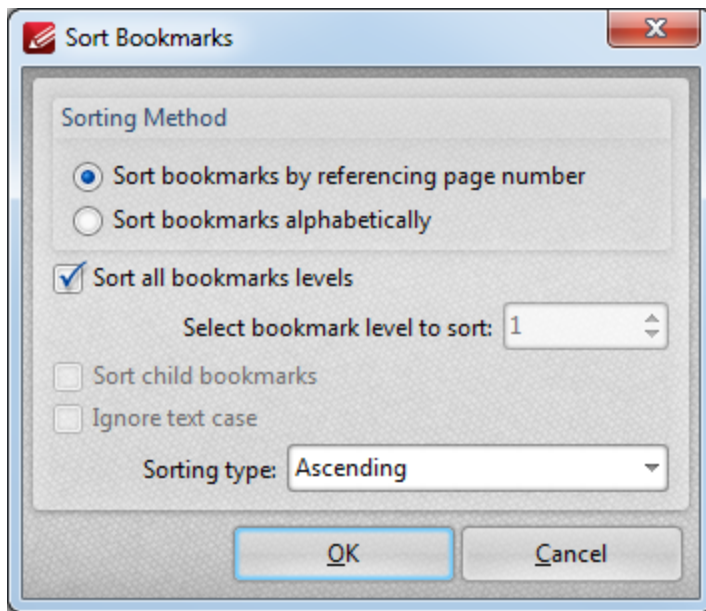 Sort Bookmarks
Sorting Method
Sort bookmarks by referencing page number
Sort bookmarks alphabetically
Sort all bookmarks levels
Select bookmark level to sort: 1
Sort child bookmarks
Ignore text case
Sorting type: Ascending
OK Cancel